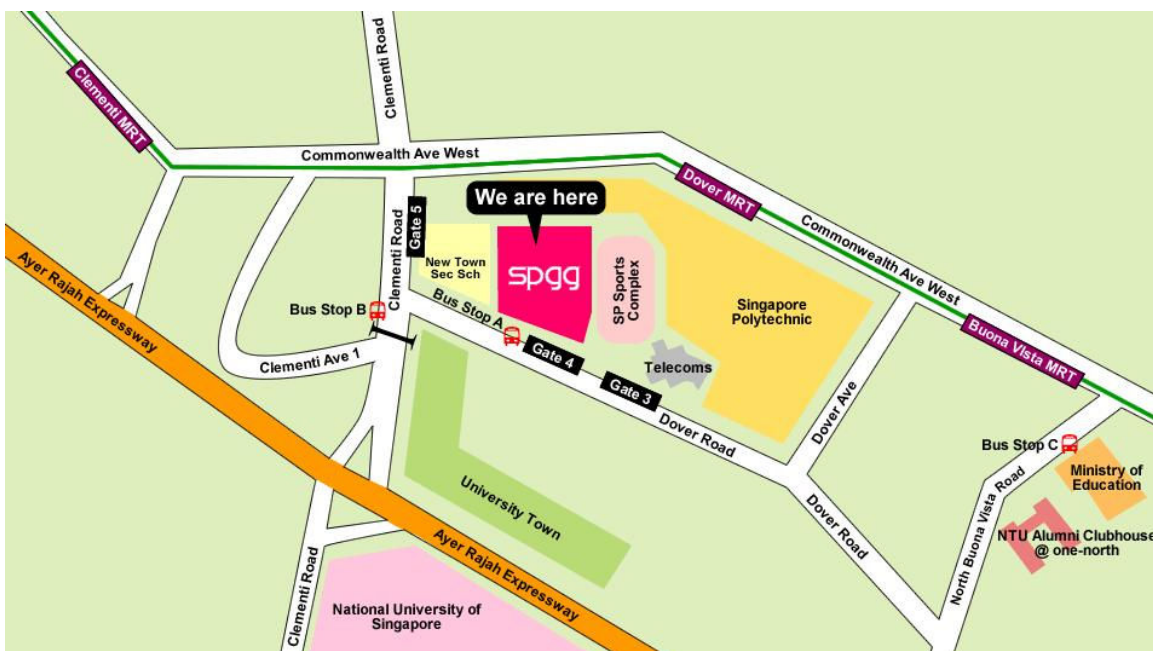 Clementi Road
Clementi MRT
Commonwealth Ave West
Dover MRT
We are here
Gate 5
Clementi Road
New Town
Sec Sch
spgg
SP Sports
Complex
Commonwealth Ave West
Ayer Rajah Expressway
Bus Stop B
Bus Stop A
Singapore
Polytechnic
Buona Vista MRT
Clementi Ave 1
Gate 4
Telecoms
Gate 3
Dover Road
Dover Ave
Bus Stop C
Ministry of
Education
University Town
Dover Road
North Buona Vista Road
NTU Alumni Clubhouse
@ one-north
Ayer Rajah Expressway
Clementi Road
National University of
Singapore